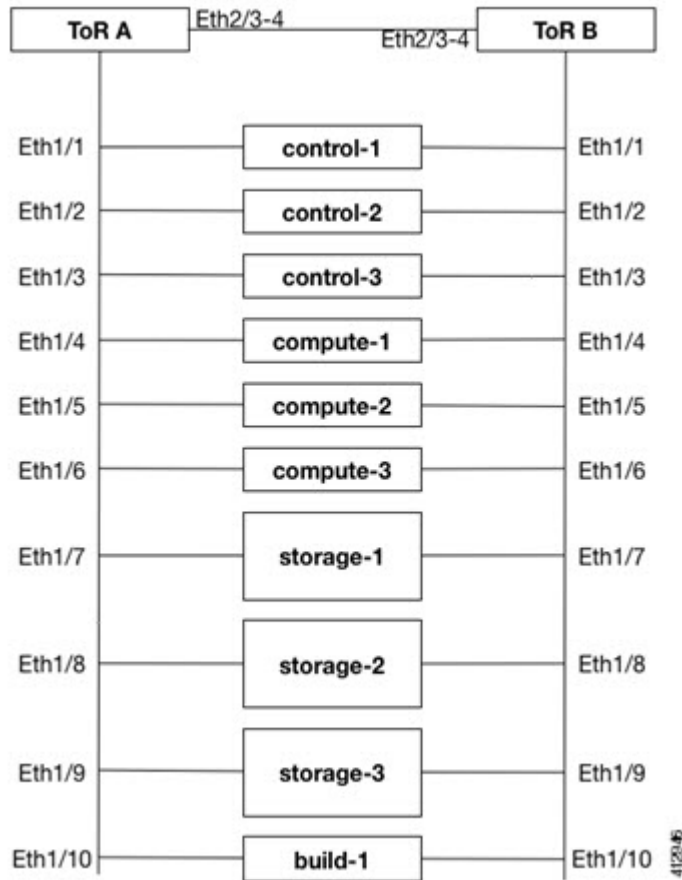 ToR A
Eth2/3-4
Eth2/3-4
ToR B
Eth1/1
control-1
Eth1/1
Eth1/2
control-2
Eth1/2
Eth1/3
control-3
Eth1/3
Eth1/4
compute-1
Eth1/4
Eth1/5
compute-2
Eth1/5
Eth1/6
compute-3
Eth1/6
Eth1/7
storage-1
Eth1/7
Eth1/8
storage-2
Eth1/8
Eth1/9
storage-3
Eth1/9
Eth1/10
build-1
Eth1/10